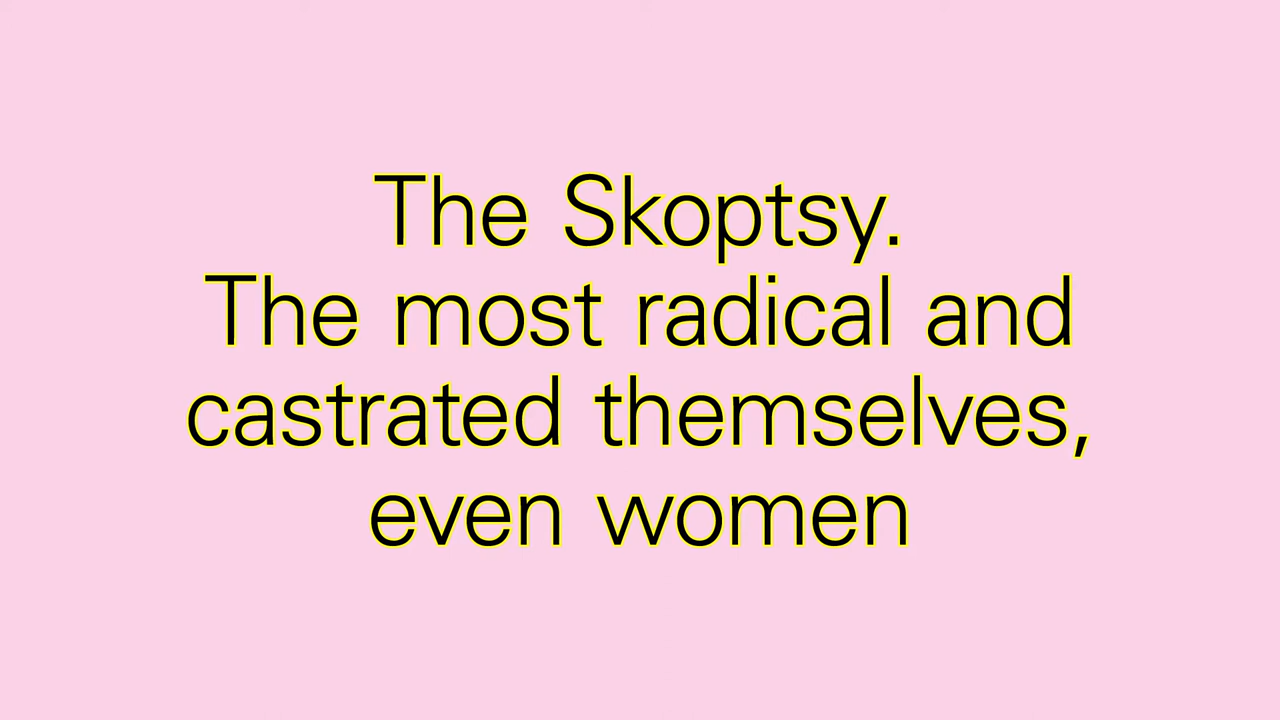 The Skoptsy.
The most radical and
castrated themselves,
even women